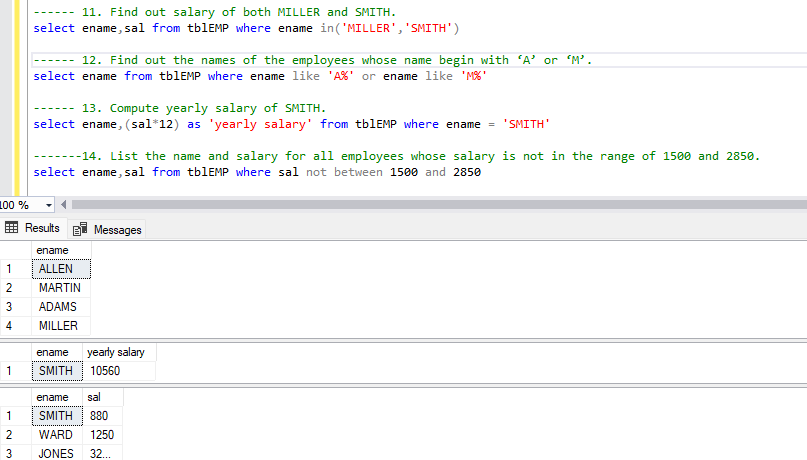 ------ 11. Find out salary of both MILLER and SMITH.
select ename,sal from tblEMP where ename in('MILLER','SMITH')
------ 12. Find out the names of the employees whose name begin with ‘A’ or ‘M’.
select ename from tblEMP where ename like 'A%' or ename like 'M%'
------ 13. Compute yearly salary of SMITH.
select ename,(sal*12) as 'yearly salary' from tblEMP where ename = 'SMITH'
-------14. List the name and salary for all employees whose salary is not in the range of 1500 and 2850.
select ename,sal from tblEMP where sal not between 1500 and 2850
100 %
Results Messages
ename
1 ALLEN
2 MARTIN
3 ADAMS
4 MILLER
ename yearly salary
1 SMITH 10560
ename sal
1 SMITH 880
2 WARD 1250
3 JONES 32...